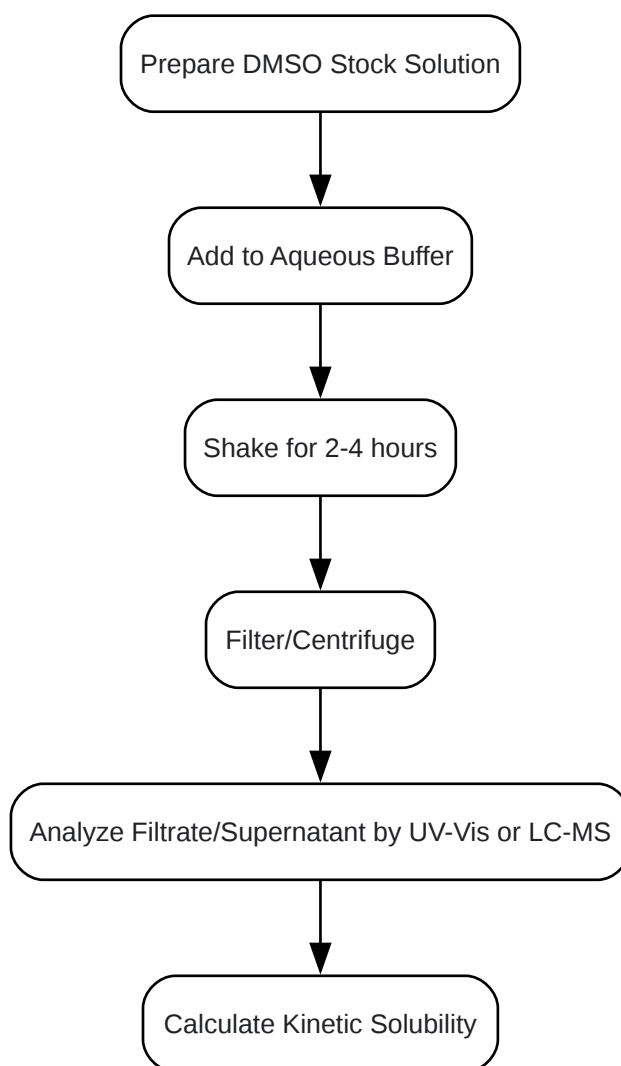 Prepare DMSO Stock Solution
Add to Aqueous Buffer
Shake for 2-4 hours
Filter/Centrifuge
Analyze Filtrate/Supernatant by UV-Vis or LC-MS
Calculate Kinetic Solubility